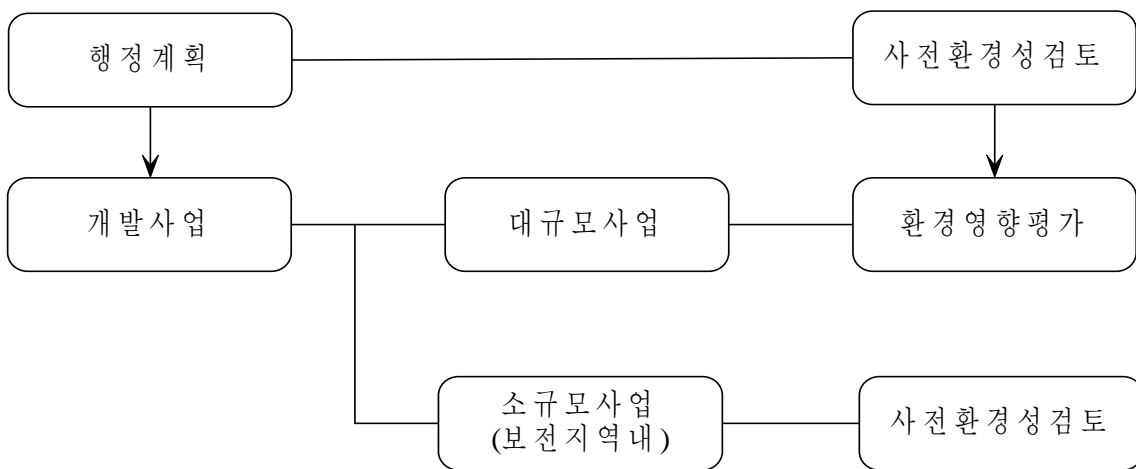 행정계획
사전환경성검토
개발사업
대규모사업
환경영향평가
소규모사업
(보전지역내)
사전환경성검토